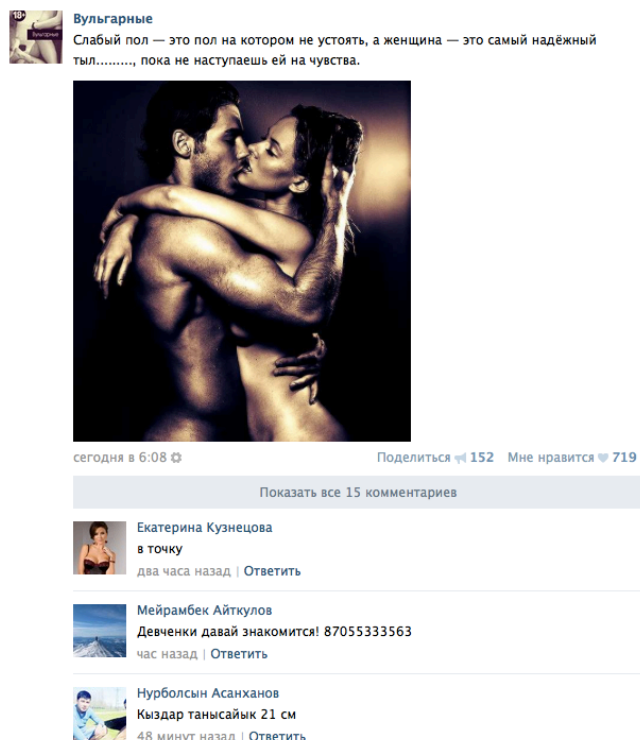 18+
Вульгарные
Вульгарные
Слабый пол — это пол на котором не устоять, а женщина — это самый надёжный
тыл........., пока не наступаешь ей на чувства.
сегодня в 6:08
Поделиться 152 Мне нравится 719
Показать все 15 комментариев
Екатерина Кузнецова
в точку
два часа назад | Ответить
Мейрамбек Айткулов
Девченки давай знакомится! 87055333563
час назад | Ответить
Нурболсын Асанханов
Кыздар танысайык 21 см
48 минут назад | Ответить